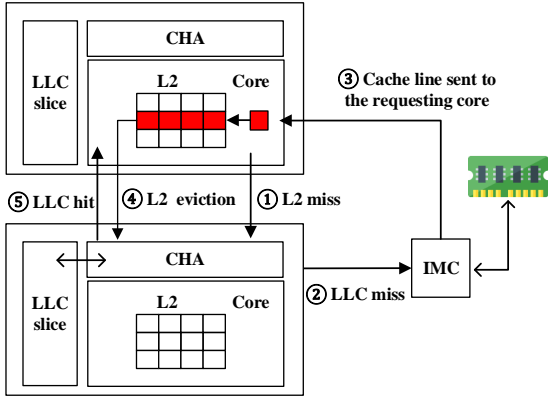 CHA
LLC
slice
L2
Core
③ Cache line sent to
the requesting core
⑤ LLC hit
④ L2 eviction
① L2 miss
CHA
IMC
② LLC miss
LLC
slice
L2
Core